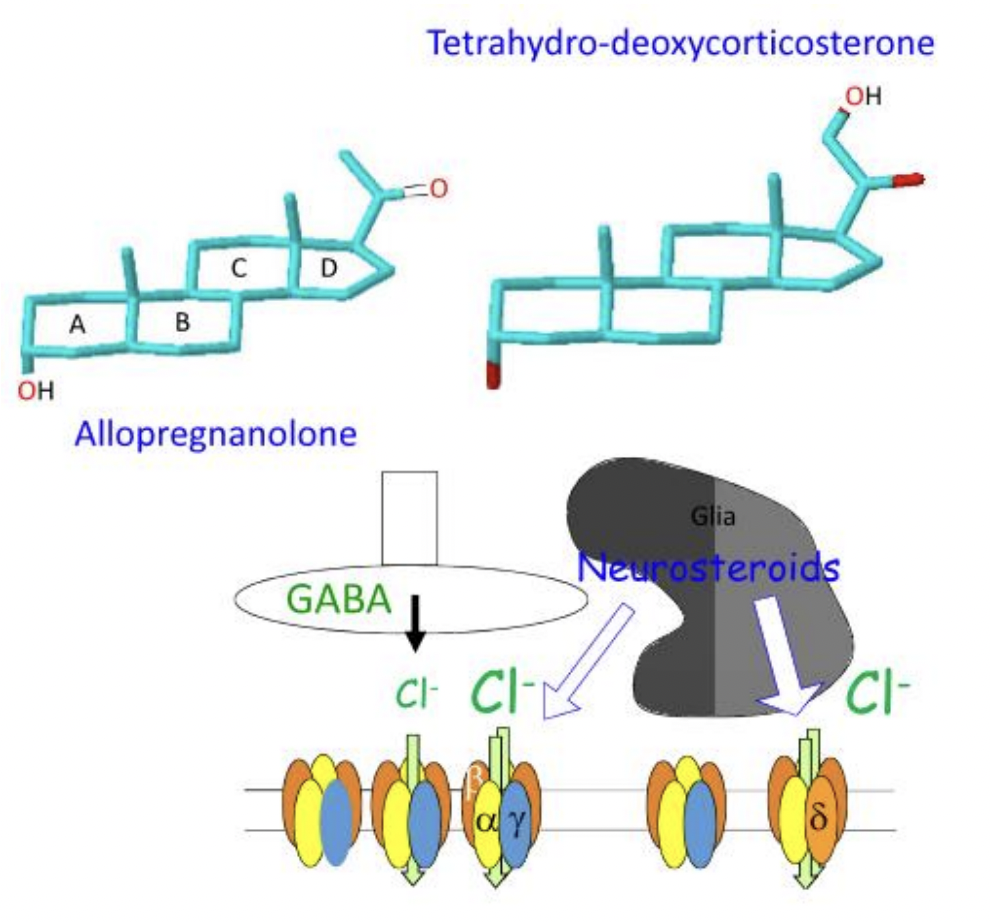 Tetrahydro-deoxycorticosterone
OH
O
C D
A B
OH
Allopregnanolone
Glia
Neurosteroids
GABA
Cl- Cl- Cl-
β
α γ δ